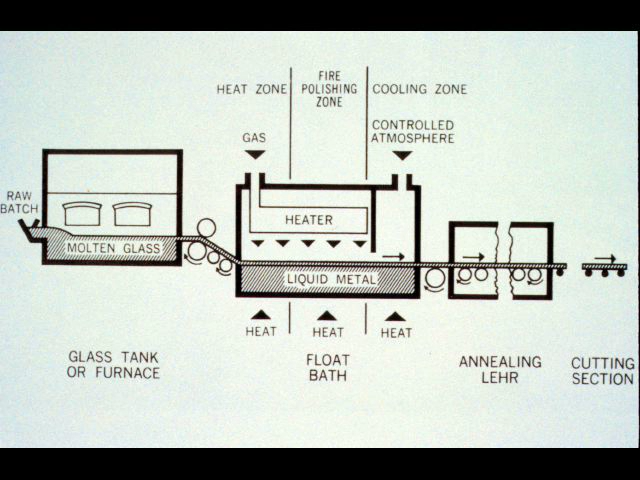 HEAT ZONE
FIRE
POLISHING
ZONE
COOLING ZONE
GAS
CONTROLLED
ATMOSPHERE
RAW
BATCH
HEATER
MOLTEN GLASS
LIQUID METAL
HEAT
HEAT
HEAT
GLASS TANK
OR FURNACE
FLOAT
BATH
ANNEALING
LEHR
CUTTING
SECTION